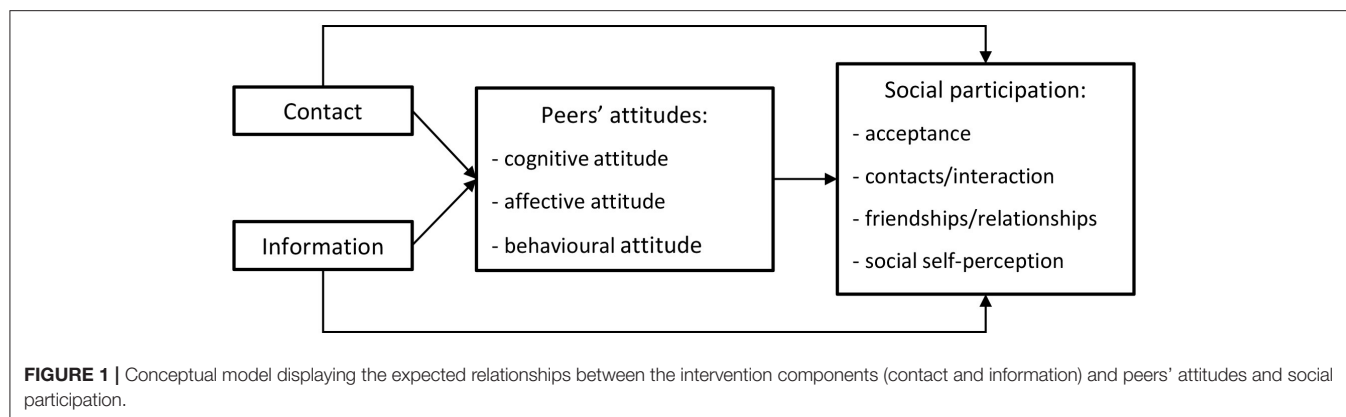 Contact
Information
Peers' attitudes:
- cognitive attitude
- affective attitude
- behavioural attitude
Social participation:
- acceptance
- contacts/interaction
- friendships/relationships
- social self-perception
FIGURE 1 | Conceptual model displaying the expected relationships between the intervention components (contact and information) and peers' attitudes and social
participation.